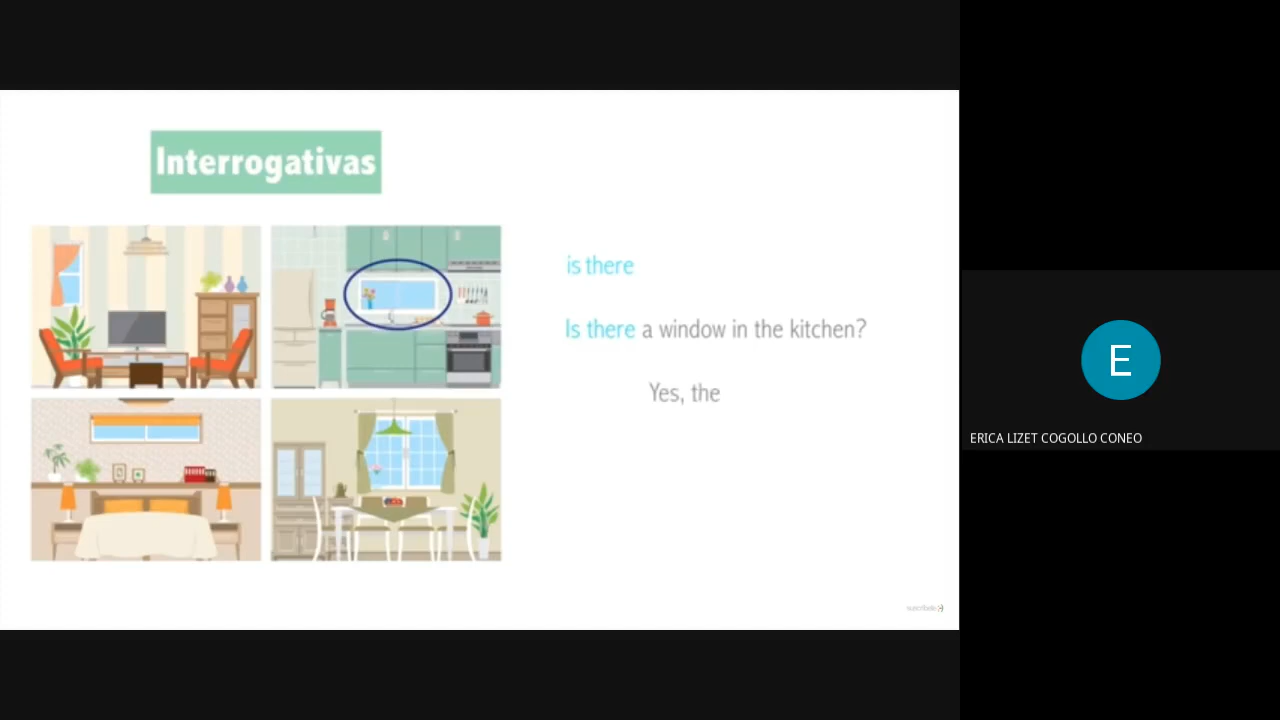 Interrogativas
is there
Is there a window in the kitchen?
Yes, the
E
ERICA LIZET COGOLLO CONEO